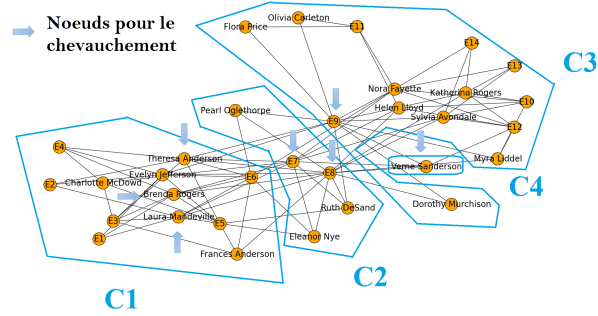 Noeuds pour le
chevauchement
Olivia Carleton
Flora Price
E11
E14
C3
E13
Nora Fayette
Katherina Rogers
E10
Helen Lloyd
Pearl Oglethorpe
Sylvia Avondale
E9
E12
E4
Theresa Anderson
E7
Myra Liddel
Verne Sanderson
Evelyn Jefferson
E8
E6
C4
E2
Charlotte McDowd
Brenda Rogers
Ruth DeSand
Dorothy Murchison
Laura Mandeville
E3
E5
E1
Eleanor Nye
Frances Anderson
C2
C1